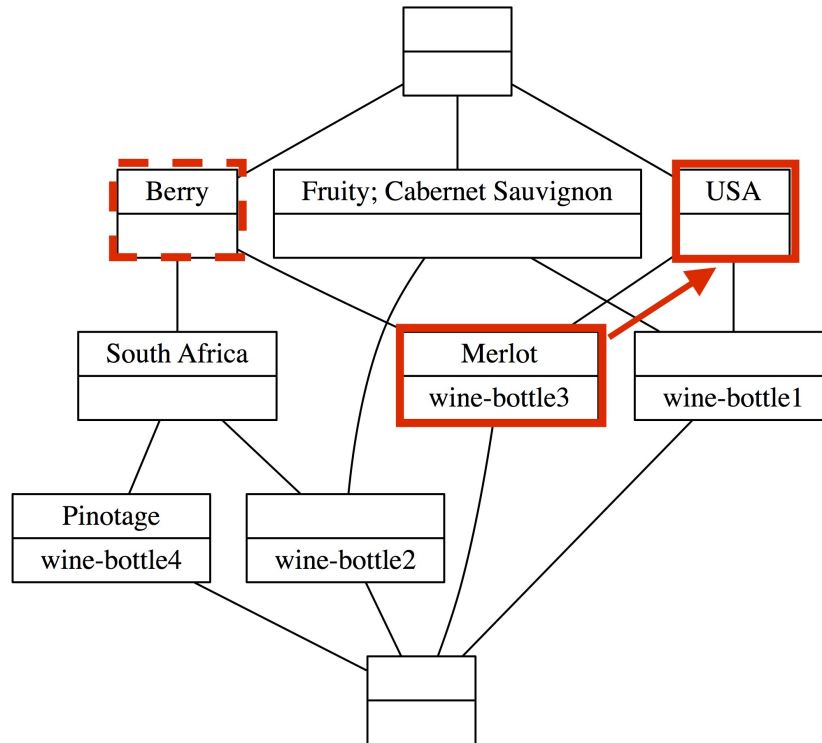 Berry
Fruity; Cabernet Sauvignon
USA
South Africa
Merlot
wine-bottle3
wine-bottle1
Pinotage
wine-bottle4
wine-bottle2